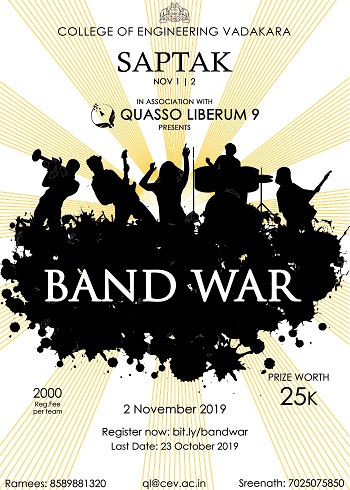 COLLEGE OF ENGINEERING VADAKARA
SAPTAK
NOV 1 | 2
IN ASSOCIATION WITH
QUASSO LIBERUM 9
PRESENTS
BAND WAR
2000
Reg.Fee
per team
PRIZE WORTH
25K
2 November 2019
Register now: bit.ly/bandwar
Last Date: 23 October 2019
Ramees: 8589881320
ql@cev.ac.in
Sreenath: 7025075850